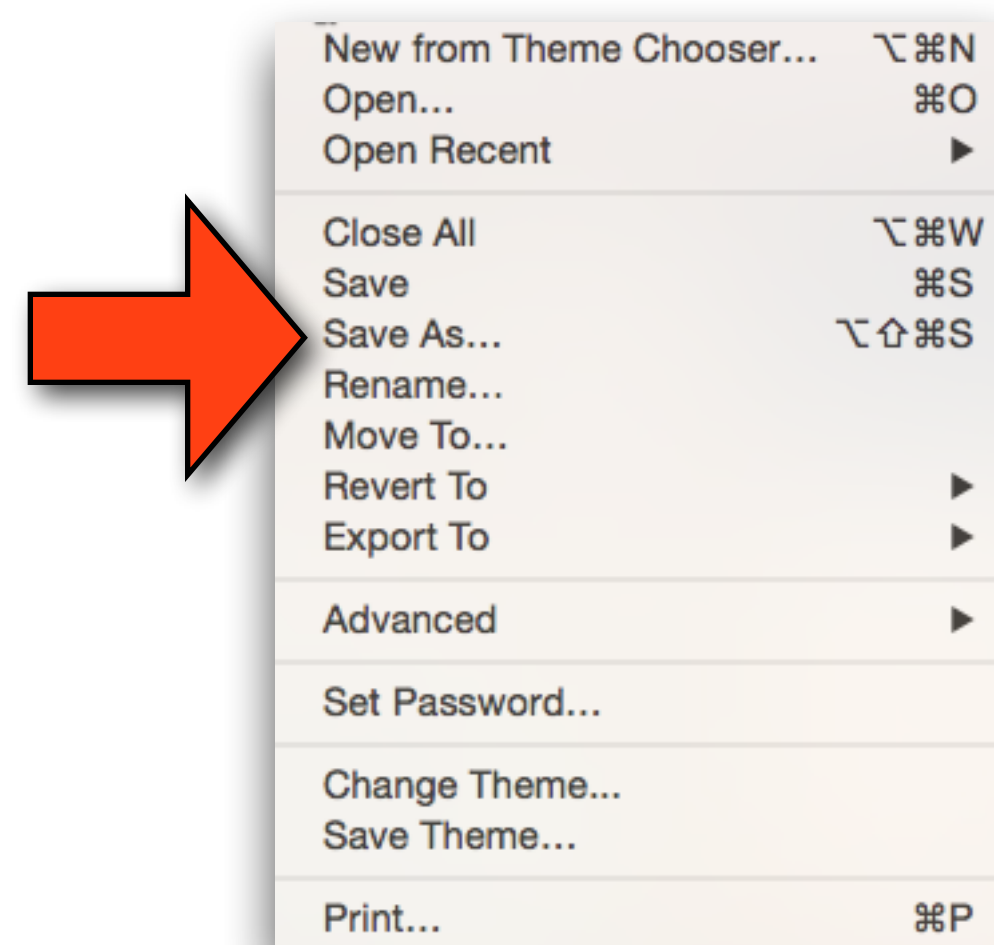 New from Theme Chooser... ⌥⌘N
Open... ⌘O
Open Recent ▶
Close All ⌥⌘W
Save ⌘S
Save As... ⌥⇧⌘S
Rename...
Move To...
Revert To ▶
Export To ▶
Advanced ▶
Set Password...
Change Theme...
Save Theme...
Print... ⌘P